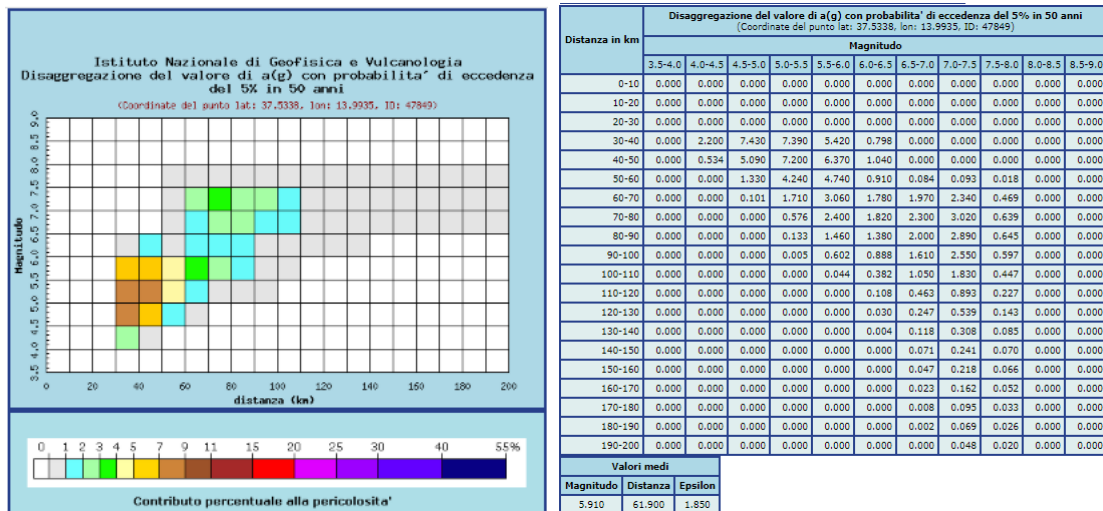 Istituto Nazionale di Geofisica e Vulcanologia
Disaggregazione del valore di a(g) con probabilita' di eccedenza
del 5% in 50 anni
(Coordinate del punto lat: 37.5338, lon: 13.9935, ID: 47849)
Magnitudo
9.0
8.5
8.0
7.5
7.0
6.5
6.0
5.5
5.0
4.5
4.0
3.5
0 20 40 60 80 100 120 140 160 180 200
distanza (km)
0 1 2 3 4 5 7 9 11 15 20 25 30 40 55%
Contributo percentuale alla pericolosita'
Distanza in km
Disaggregazione del valore di a(g) con probabilita' di eccedenza del 5% in 50 anni
(Coordinate del punto lat: 37.5338, lon: 13.9935, ID: 47849)
Magnitudo
3.5-4.0 4.0-4.5 4.5-5.0 5.0-5.5 5.5-6.0 6.0-6.5 6.5-7.0 7.0-7.5 7.5-8.0 8.0-8.5 8.5-9.0
0-10 0.000 0.000 0.000 0.000 0.000 0.000 0.000 0.000 0.000 0.000 0.000
10-20 0.000 0.000 0.000 0.000 0.000 0.000 0.000 0.000 0.000 0.000 0.000
20-30 0.000 0.000 0.000 0.000 0.000 0.000 0.000 0.000 0.000 0.000 0.000
30-40 0.000 2.200 7.430 7.390 5.420 0.798 0.000 0.000 0.000 0.000 0.000
40-50 0.000 0.534 5.090 7.200 6.370 1.040 0.000 0.000 0.000 0.000 0.000
50-60 0.000 0.000 1.330 4.240 4.740 0.910 0.084 0.093 0.018 0.000 0.000
60-70 0.000 0.000 0.101 1.710 3.060 1.780 1.970 2.340 0.469 0.000 0.000
70-80 0.000 0.000 0.000 0.576 2.400 1.820 2.300 3.020 0.639 0.000 0.000
80-90 0.000 0.000 0.000 0.133 1.460 1.380 2.000 2.890 0.645 0.000 0.000
90-100 0.000 0.000 0.000 0.005 0.602 0.888 1.610 2.550 0.597 0.000 0.000
100-110 0.000 0.000 0.000 0.000 0.044 0.382 1.050 1.830 0.447 0.000 0.000
110-120 0.000 0.000 0.000 0.000 0.000 0.108 0.463 0.893 0.227 0.000 0.000
120-130 0.000 0.000 0.000 0.000 0.000 0.030 0.247 0.539 0.143 0.000 0.000
130-140 0.000 0.000 0.000 0.000 0.000 0.004 0.118 0.308 0.085 0.000 0.000
140-150 0.000 0.000 0.000 0.000 0.000 0.000 0.071 0.241 0.070 0.000 0.000
150-160 0.000 0.000 0.000 0.000 0.000 0.000 0.047 0.218 0.066 0.000 0.000
160-170 0.000 0.000 0.000 0.000 0.000 0.000 0.023 0.162 0.052 0.000 0.000
170-180 0.000 0.000 0.000 0.000 0.000 0.000 0.008 0.095 0.033 0.000 0.000
180-190 0.000 0.000 0.000 0.000 0.000 0.000 0.002 0.069 0.026 0.000 0.000
190-200 0.000 0.000 0.000 0.000 0.000 0.000 0.000 0.048 0.020 0.000 0.000
Valori medi
Magnitudo Distanza Epsilon
5.910 61.900 1.850